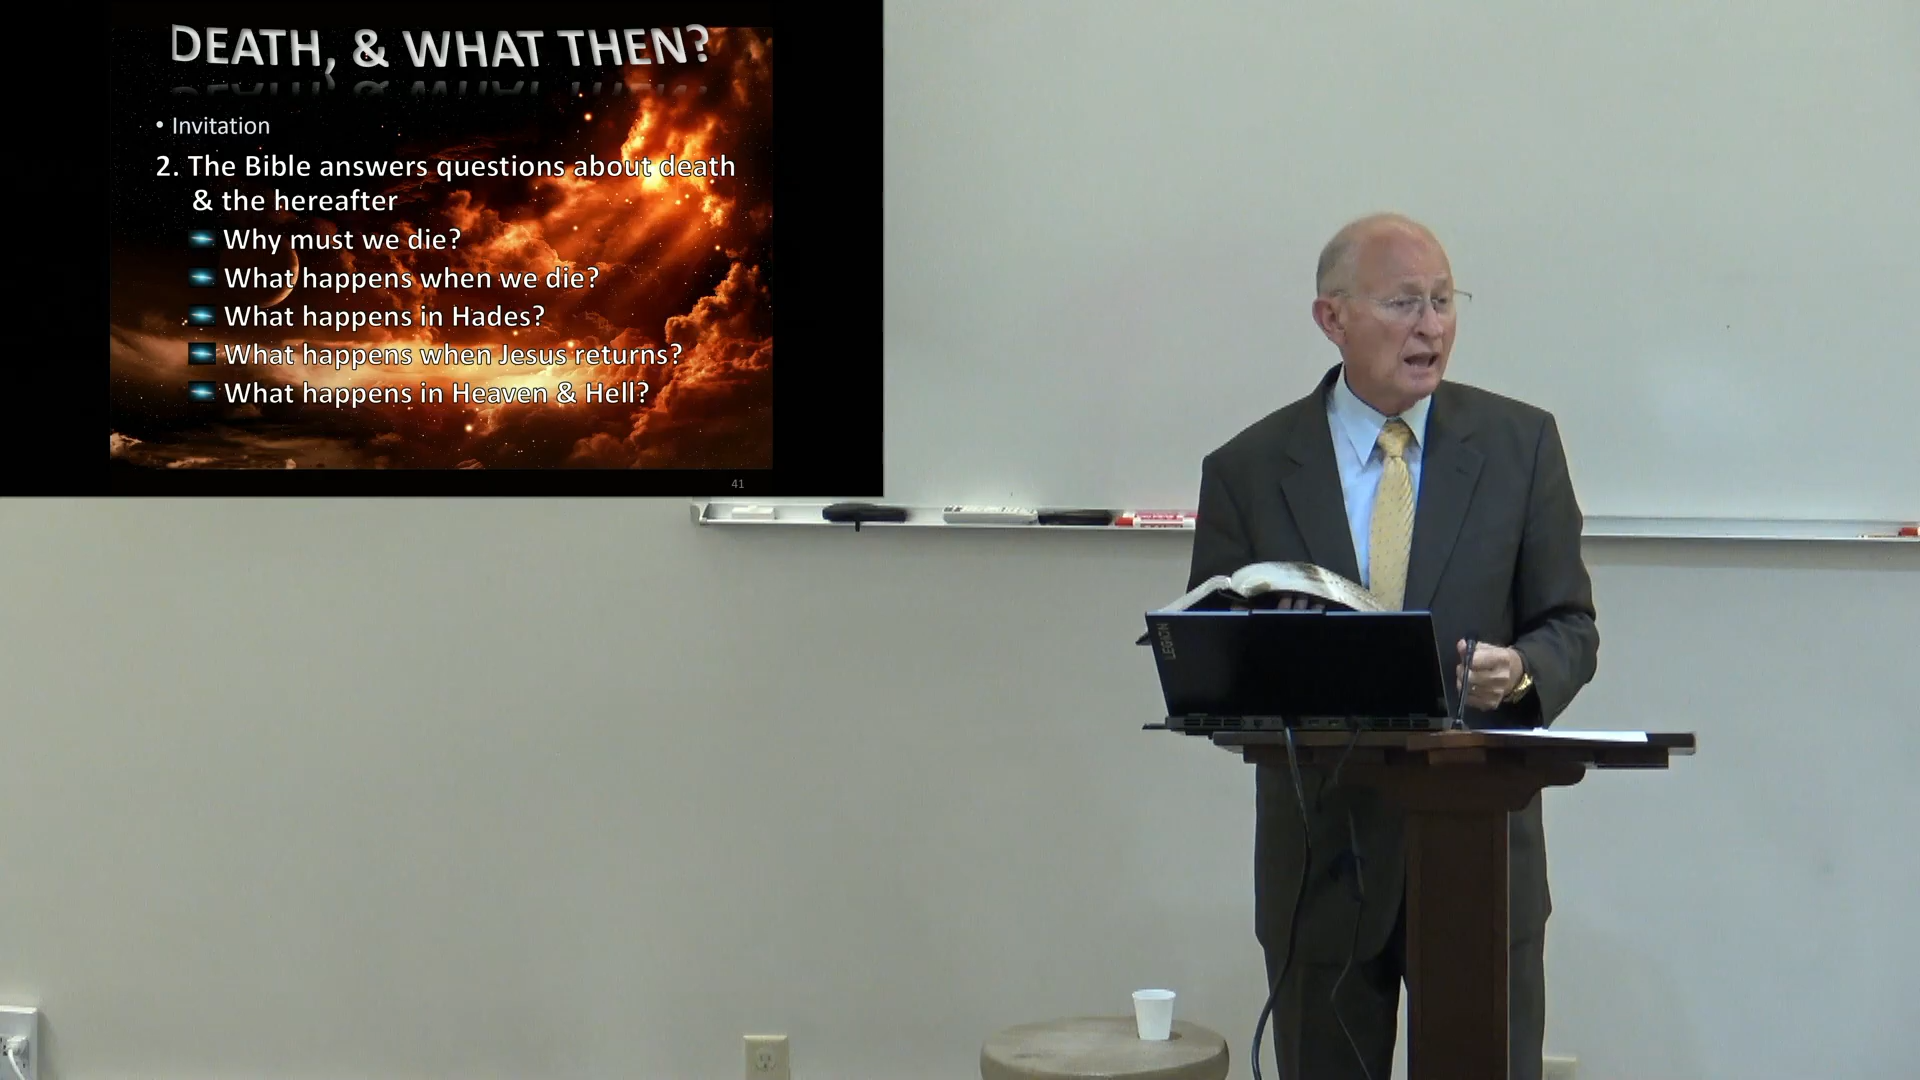 DEATH, & WHAT THEN?
• Invitation
2. The Bible answers questions about death
& the hereafter
Why must we die?
What happens when we die?
What happens in Hades?
What happens when Jesus returns?
What happens in Heaven & Hell?
41
LEGION